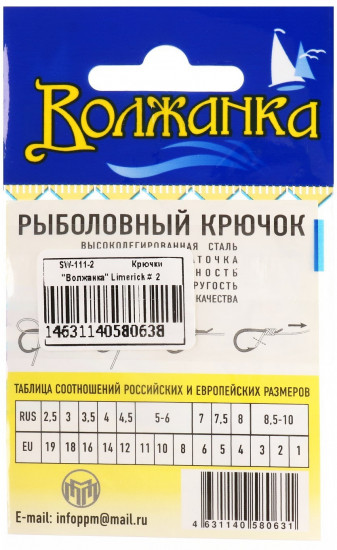 Волжанка
РЫБОЛОВНЫЙ КРЮЧОК
ВЫСОКОЛЕГИРОВАННАЯ СТАЛЬ
АТОЧКА
НОСТЬ
РУГОСТЬ
КАЧЕСТВА
SW-111-2 Крючки
"Волжанка" Limerick # 2
14631140580638
ТАБЛИЦА СООТНОШЕНИЙ РОССИЙСКИХ И ЕВРОПЕЙСКИХ РАЗМЕРОВ
RUS 2,5 3 3,5 4 4,5 5-6 7 7,5 8 8,5-10
EU 19 18 16 14 12 11 10 8 6 5 4 3 2 1
E-mail: infoppm@mail.ru
4 631140 580631